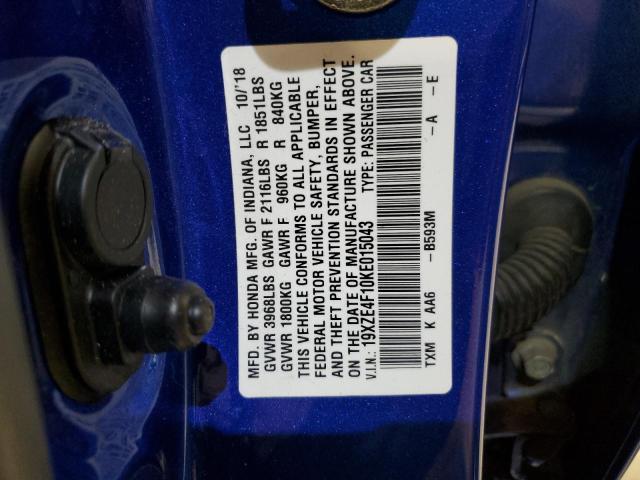 MFD. BY HONDA MFG. OF INDIANA, LLC 10/'18
GVWR 3968LBS GAWR F 2116LBS R 1851LBS
GVWR 1800KG GAWR F 960KG R 840KG
THIS VEHICLE CONFORMS TO ALL APPLICABLE
FEDERAL MOTOR VEHICLE SAFETY, BUMPER,
AND THEFT PREVENTION STANDARDS IN EFFECT
ON THE DATE OF MANUFACTURE SHOWN ABOVE.
V.I.N.: 19XZE4F10KE015043 TYPE: PASSENGER CAR
TXM K AA6 -B593M -A -E